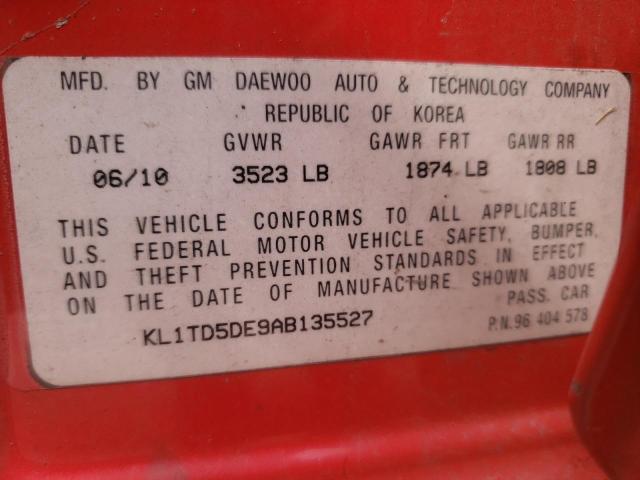 MFD. BY GM DAEWOO AUTO & TECHNOLOGY COMPANY
REPUBLIC OF KOREA
DATE GVWR GAWR FRT GAWR RR
06/10 3523 LB 1874 LB 1808 LB
THIS VEHICLE CONFORMS TO ALL APPLICABLE
U.S. FEDERAL MOTOR VEHICLE SAFETY, BUMPER,
AND THEFT PREVENTION STANDARDS IN EFFECT
ON THE DATE OF MANUFACTURE SHOWN ABOVE
PASS. CAR
KL1TD5DE9AB135527 P.N.96 404 578